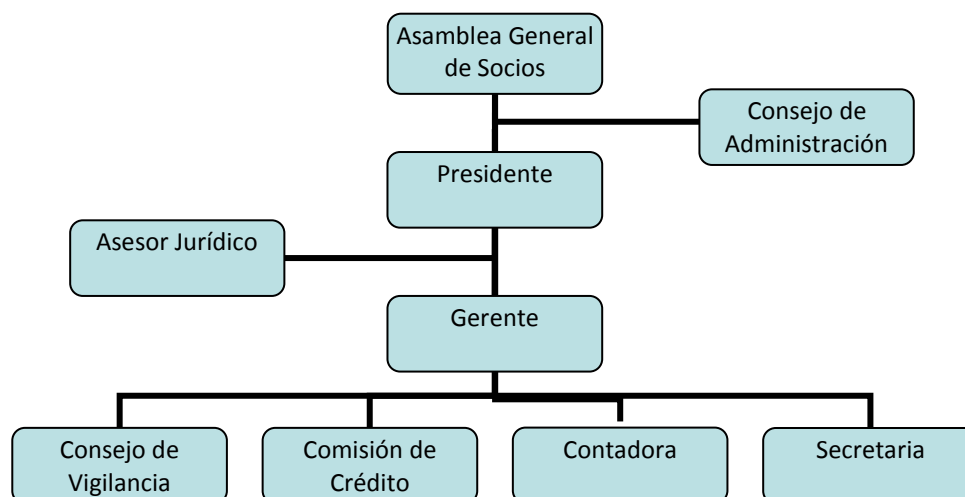 Asamblea General
de Socios
Consejo de
Administración
Presidente
Asesor Jurídico
Gerente
Consejo de
Vigilancia
Comisión de
Crédito
Contadora
Secretaria